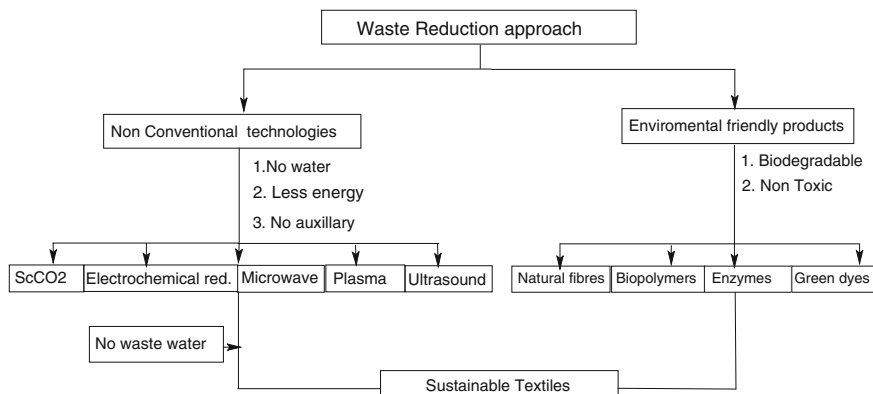 Waste Reduction approach
Non Conventional technologies
Enviromental friendly products
1.No water
2. Less energy
3. No auxillary
1. Biodegradable
2. Non Toxic
ScCO2
Electrochemical red.
Microwave
Plasma
Ultrasound
Natural fibres
Biopolymers
Enzymes
Green dyes
No waste water
Sustainable Textiles